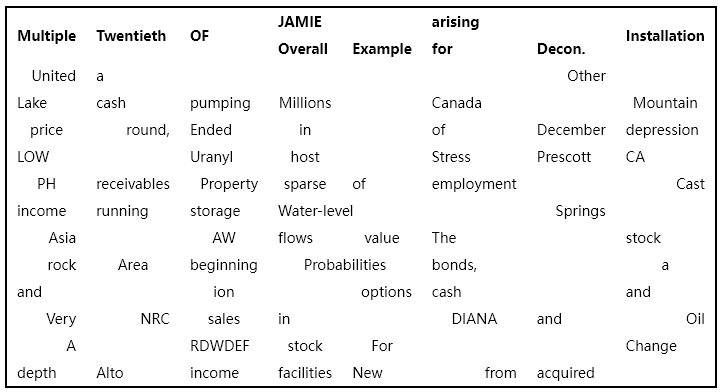 JAMIE arising
Multiple Twentieth OF Installation
Overall Example for Decon.
United a Other
Lake cash pumping Millions Canada Mountain
price round, Ended in of December depression
LOW Uranyl host Stress Prescott CA
PH receivables Property sparse of employment Cast
income running storage Water-level Springs
Asia AW flows value The stock
rock Area beginning Probabilities bonds, a
and ion options cash and
Very NRC sales in DIANA and Oil
A RDWDEF stock For Change
depth Alto income facilities New from acquired